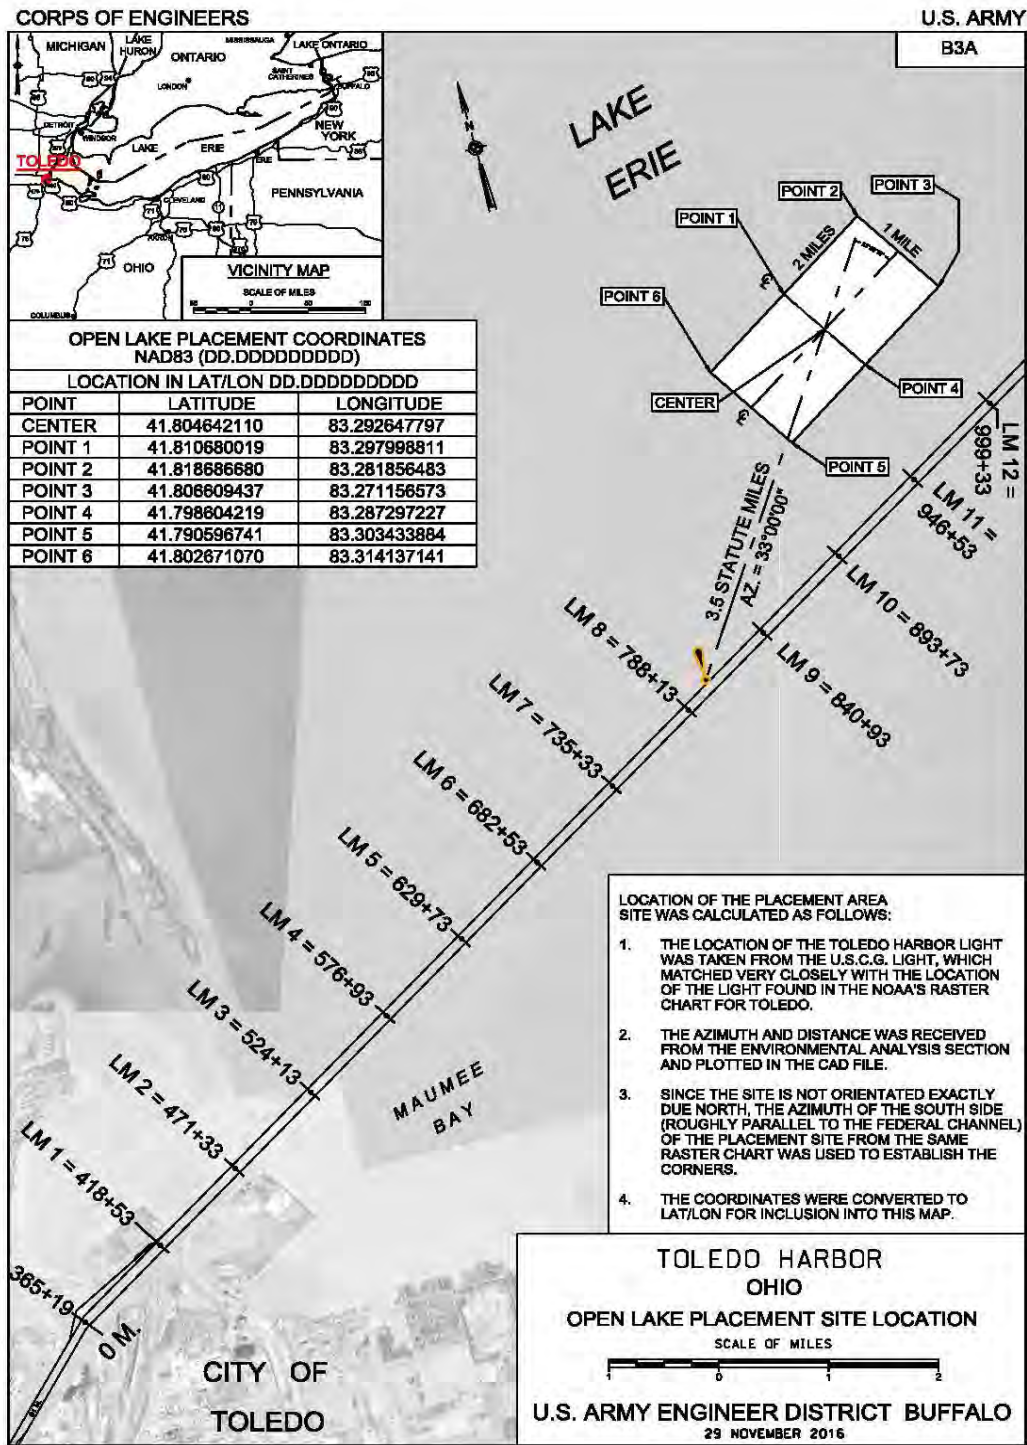 CORPS OF ENGINEERS
U.S. ARMY
B3A
MICHIGAN
LAKE
HURON
ONTARIO
MISSISSAUGA
LAKE ONTARIO
SAINT
CATHERINES
BUFFALO
LONDON
DETROIT
WINDSOR
NEW
YORK
LAKE ERIE
ERIE
TOLEDO
CLEVELAND
PENNSYLVANIA
AKRON
OHIO
COLUMBUS
VICINITY MAP
SCALE OF MILES
50 0 50 100
N
LAKE
ERIE
POINT 1
POINT 2
POINT 3
2 MILES
1 MILE
POINT 6
CENTER
POINT 4
POINT 5
3.5 STATUTE MILES
AZ. = 33°00'00"
OPEN LAKE PLACEMENT COORDINATES
NAD83 (DD.DDDDDDDDD)
LOCATION IN LAT/LON DD.DDDDDDDDD
POINT LATITUDE LONGITUDE
CENTER 41.804642110 83.292647797
POINT 1 41.810680019 83.297998811
POINT 2 41.818686680 83.281856483
POINT 3 41.806609437 83.271156573
POINT 4 41.798604219 83.287297227
POINT 5 41.790596741 83.303433884
POINT 6 41.802671070 83.314137141
LM 12 =
999+33
LM 11 =
946+53
LM 10 = 893+73
LM 9 = 840+93
LM 8 = 788+13
LM 7 = 735+33
LM 6 = 682+53
LM 5 = 629+73
LM 4 = 576+93
LM 3 = 524+13
LM 2 = 471+33
LM 1 = 418+53
365+19
0 M.
MAUMEE
BAY
CITY OF
TOLEDO
LOCATION OF THE PLACEMENT AREA
SITE WAS CALCULATED AS FOLLOWS:
1. THE LOCATION OF THE TOLEDO HARBOR LIGHT
WAS TAKEN FROM THE U.S.C.G. LIGHT, WHICH
MATCHED VERY CLOSELY WITH THE LOCATION
OF THE LIGHT FOUND IN THE NOAA'S RASTER
CHART FOR TOLEDO.
2. THE AZIMUTH AND DISTANCE WAS RECEIVED
FROM THE ENVIRONMENTAL ANALYSIS SECTION
AND PLOTTED IN THE CAD FILE.
3. SINCE THE SITE IS NOT ORIENTATED EXACTLY
DUE NORTH, THE AZIMUTH OF THE SOUTH SIDE
(ROUGHLY PARALLEL TO THE FEDERAL CHANNEL)
OF THE PLACEMENT SITE FROM THE SAME
RASTER CHART WAS USED TO ESTABLISH THE
CORNERS.
4. THE COORDINATES WERE CONVERTED TO
LAT/LON FOR INCLUSION INTO THIS MAP.
TOLEDO HARBOR
OHIO
OPEN LAKE PLACEMENT SITE LOCATION
SCALE OF MILES
1 0 1 2
U.S. ARMY ENGINEER DISTRICT BUFFALO
29 NOVEMBER 2016